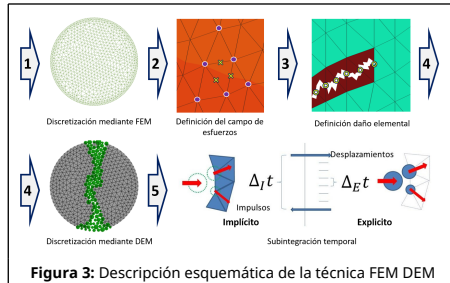 1
2
3
4
Discretización mediante FEM
Definición del campo de
esfuerzos
Definición daño elemental
4
5
Desplazamientos
Δ_I t
Δ_E t
Impulsos
Implícito
Explicito
Discretización mediante DEM
Subintegración temporal
Figura 3: Descripción esquemática de la técnica FEM DEM